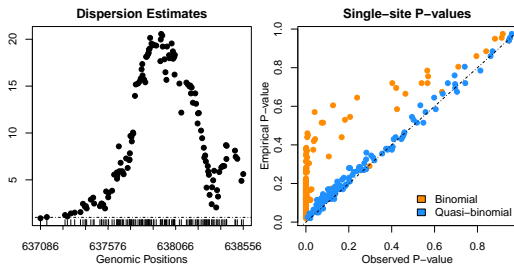 Dispersion Estimates
20
15
10
5
637086 637576 638066 638556
Genomic Positions
Single-site P-values
Empirical P-value
0.0 0.2 0.4 0.6 0.8 1.0
Binomial
Quasi-binomial
0.0 0.2 0.4 0.6 0.8
Observed P-value